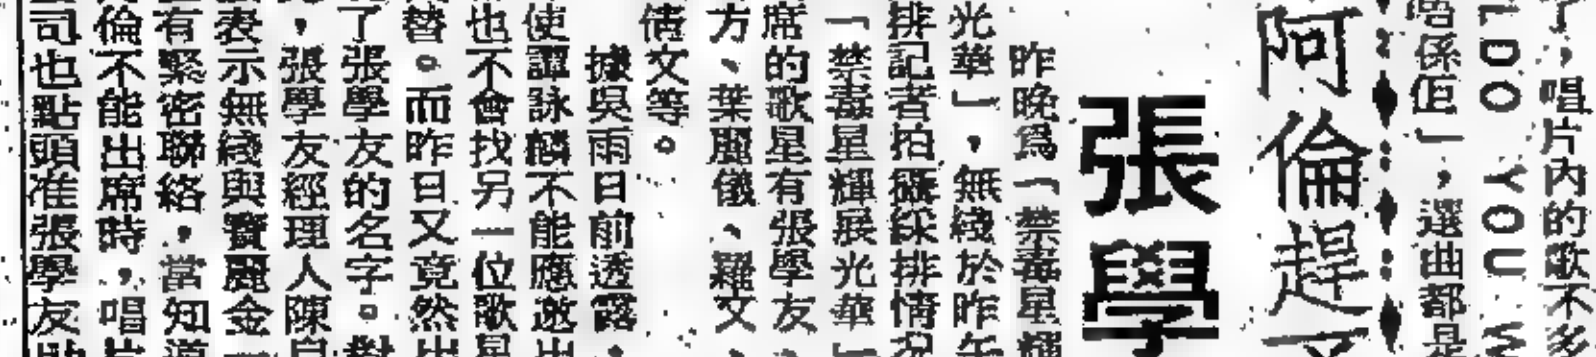 了，唱片內的歌不多
LDO YOU W
唔係佢」，選曲都是
阿倫趕不
張學
昨晚爲「禁毒星輝
光華」，無綫於昨午
排記者拍攝綵排情況
「禁毒星輝展光華」
席的歌星有張學友、
方、葉麗儀、羅文、
倩文等。
據吳雨日前透露，
使譚詠麟不能應邀出
也不會找另一位歌星
替。而昨日又竟然出
了張學友的名字。對
，張學友經理人陳自
表示無綫與寶麗金一
有緊密聯絡，當知道
倫不能出席時，唱片
司也點頭准張學友